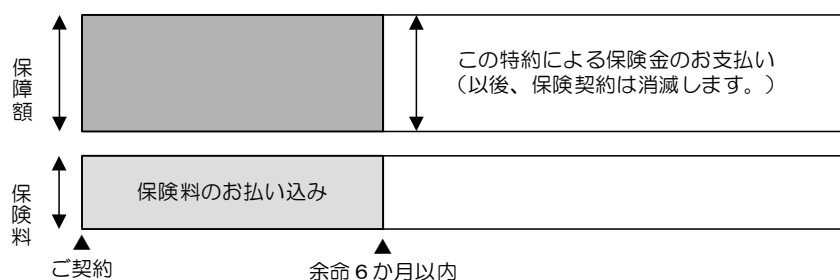 保障額
この特約による保険金のお支払い
（以後、保険契約は消滅します。）
保険料
保険料のお払い込み
ご契約
余命６か月以内